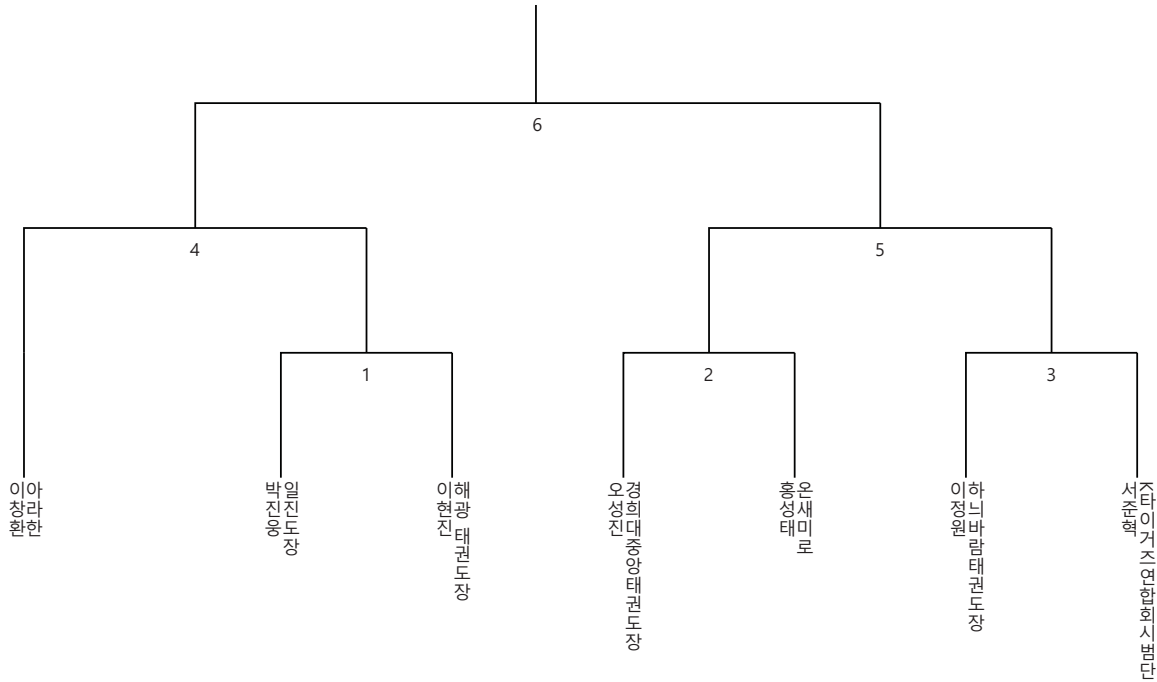 6
4
5
1
2
3
이창환
아라한
박진웅
일진도장
이현진
해광 태권도장
오성진
경희대중앙태권도장
홍성태
온새미로
이정원
하늬바람태권도장
서준혁
즈타이거즈연합회시범단